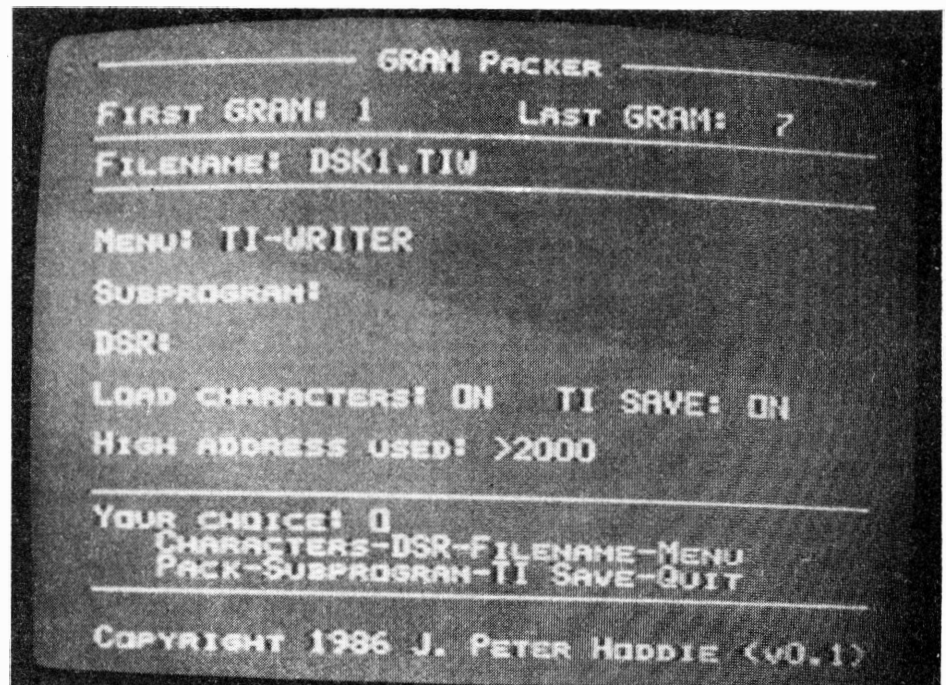 GRAM PACKER
FIRST GRAM: 1 LAST GRAM: 7
FILENAME: DSK1.TIW
MENU: TI-WRITER
SUBPROGRAM:
DSR:
LOAD CHARACTERS: ON TI SAVE: ON
HIGH ADDRESS USED: >2000
YOUR CHOICE:
CHARACTERS-DSR-FILENAME-MENU
PACK-SUBPROGRAM-TI SAVE-QUIT
COPYRIGHT 1986 J. PETER HODDIE (v0.1)